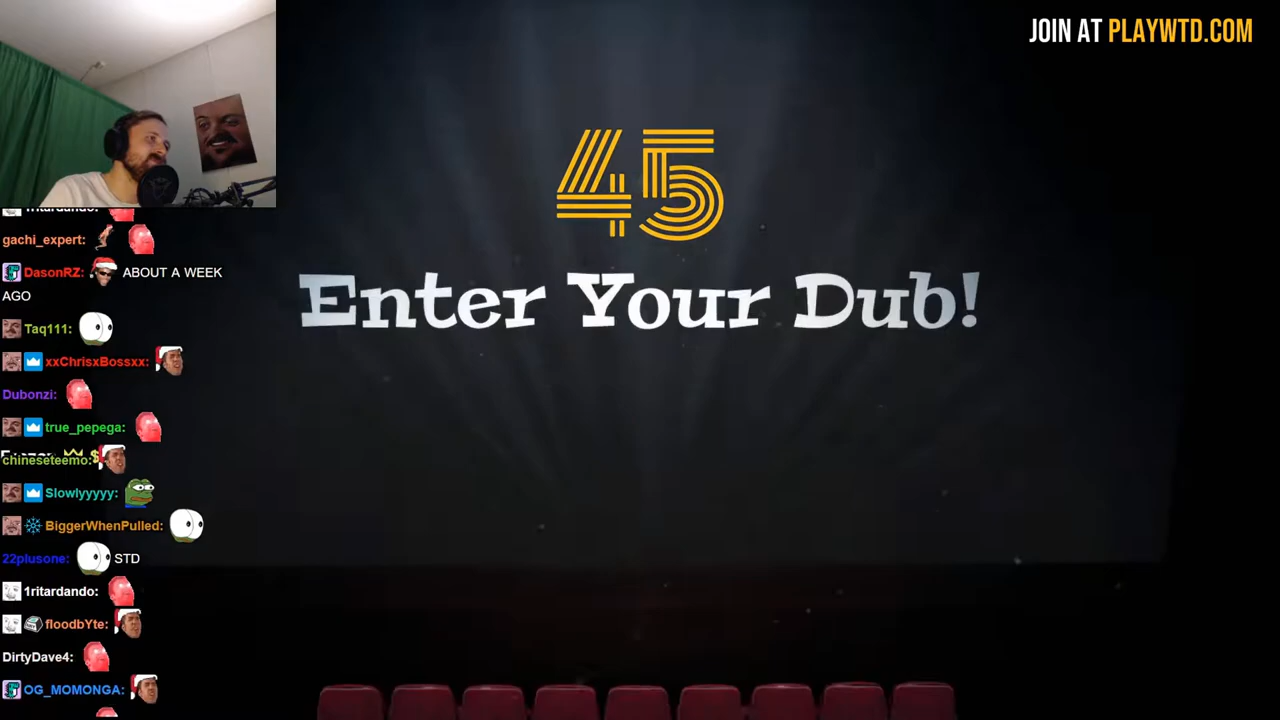 JOIN AT PLAYWTD.COM
45
Enter Your Dub!
1ritardando:
gachi_expert:
DasonRZ: ABOUT A WEEK
AGO
Taq111:
xxChrisxBossxx:
Dubonzi:
true_pepega:
chineseteemo:
Slowlyyyyy:
BiggerWhenPulled:
22plusone: STD
1ritardando:
floodbYte:
DirtyDave4:
OG_MOMONGA: